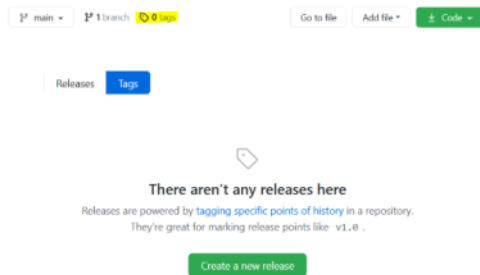 main 1 branch 0 tags Go to file Add file Code
Releases Tags
There aren't any releases here
Releases are powered by tagging specific points of history in a repository.
They're great for marking release points like v1.0 .
Create a new release